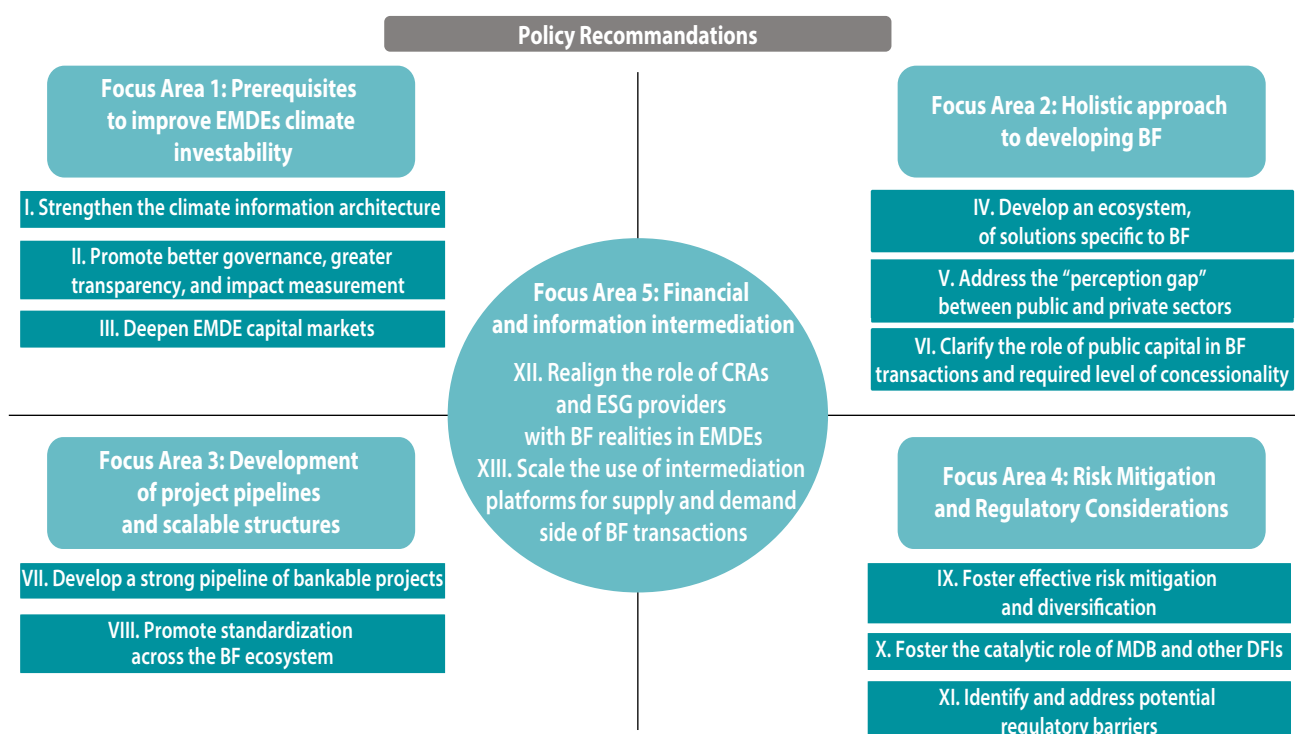 Policy Recommandations
Focus Area 1: Prerequisites
to improve EMDEs climate
investability
I. Strengthen the climate information architecture
II. Promote better governance, greater
transparency, and impact measurement
III. Deepen EMDE capital markets
Focus Area 2: Holistic approach
to developing BF
IV. Develop an ecosystem,
of solutions specific to BF
V. Address the “perception gap”
between public and private sectors
VI. Clarify the role of public capital in BF
transactions and required level of concessionality
Focus Area 5: Financial
and information intermediation
XII. Realign the role of CRAs
and ESG providers
with BF realities in EMDEs
XIII. Scale the use of intermediation
platforms for supply and demand
side of BF transactions
Focus Area 3: Development
of project pipelines
and scalable structures
VII. Develop a strong pipeline of bankable projects
VIII. Promote standardization
across the BF ecosystem
Focus Area 4: Risk Mitigation
and Regulatory Considerations
IX. Foster effective risk mitigation
and diversification
X. Foster the catalytic role of MDB and other DFIs
XI. Identify and address potential
regulatory barriers